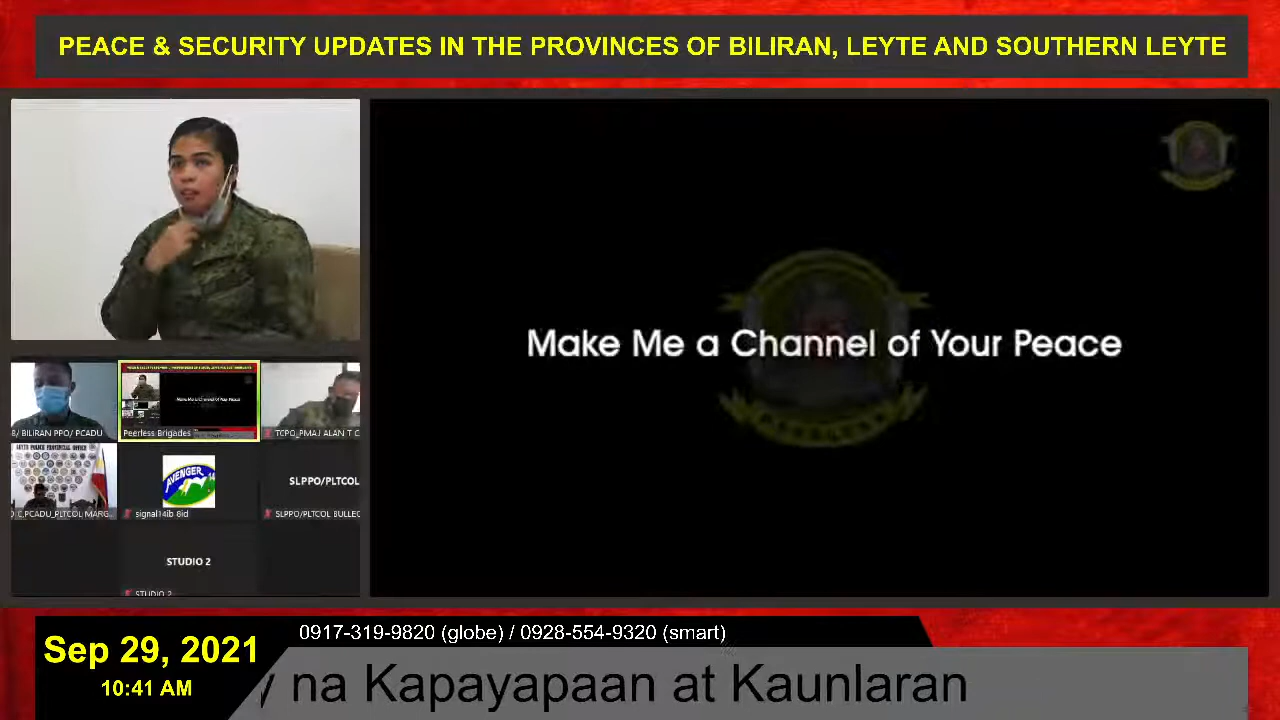 PEACE & SECURITY UPDATES IN THE PROVINCES OF BILIRAN, LEYTE AND SOUTHERN LEYTE
Make Me a Channel of Your Peace
BILIRAN PPO/ PCADU
Peerless Brigades
TCPO_PMAJ ALAN T C
AVENGER
SLPPO/PLTCOL
C,PCADU_PLTCOL MARG
signal14ib 8id
SLPPO/PLTCOL BULLEC
STUDIO 2
STUDIO 2
0917-319-9820 (globe) / 0928-554-9320 (smart)
Sep 29, 2021
10:41 AM
na Kapayapaan at Kaunlaran